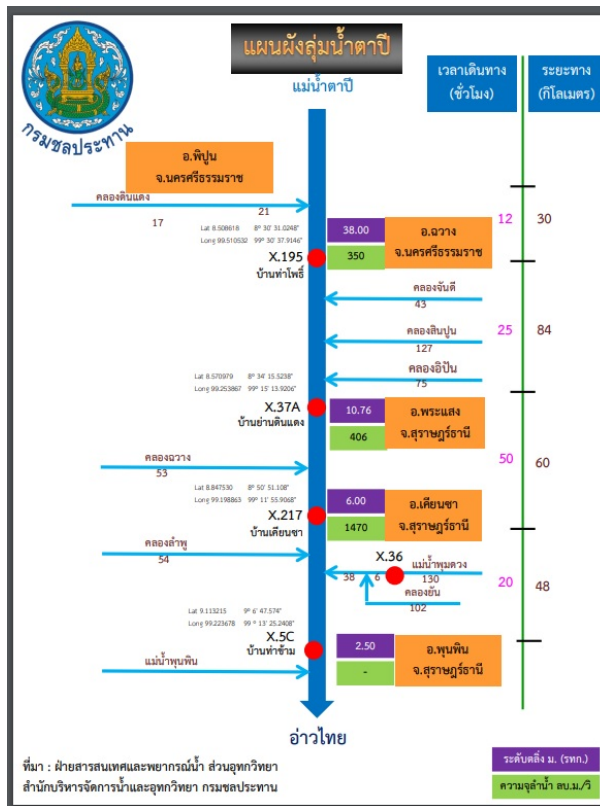 แผนผังลุ่มน้ำตาปี
กรมชลประทาน
แม่น้ำตาปี
เวลาเดินทาง
(ชั่วโมง)
ระยะทาง
(กิโลเมตร)
อ.พิปูน
จ.นครศรีธรรมราช
คลองดินแดง
17
21
12
30
Lat 8.508618 8º 30' 31.0248"
Long 99.510532 99º 30' 37.9146"
X.195
บ้านท่าโพธิ์
38.00
350
อ.ฉวาง
จ.นครศรีธรรมราช
คลองจันดี
43
คลองสินปูน
127
25
84
คลองอิปัน
75
Lat 8.570979 8º 34' 15.5238"
Long 99.253867 99º 15' 13.9206"
X.37A
บ้านย่านดินแดง
10.76
406
อ.พระแสง
จ.สุราษฎร์ธานี
คลองฉวาง
53
50
60
Lat 8.847530 8º 50' 51.108"
Long 99.198863 99º 11' 55.9068"
X.217
บ้านเคียนซา
6.00
1470
อ.เคียนซา
จ.สุราษฎร์ธานี
คลองลำพู
54
X.36
แม่น้ำพุมดวง
38 6 130
คลองยัน
102
20
48
Lat 9.113215 9º 6' 47.574"
Long 99.223678 99 º 13' 25.2408"
X.5C
บ้านท่าข้าม
2.50
-
อ.พุนพิน
จ.สุราษฎร์ธานี
แม่น้ำพุนพิน
อ่าวไทย
ที่มา : ฝ่ายสารสนเทศและพยากรณ์น้ำ ส่วนอุทกวิทยา
สำนักบริหารจัดการน้ำและอุทกวิทยา กรมชลประทาน
ระดับตลิ่ง ม. (รทก.)
ความจุลำน้ำ ลบ.ม./วิ